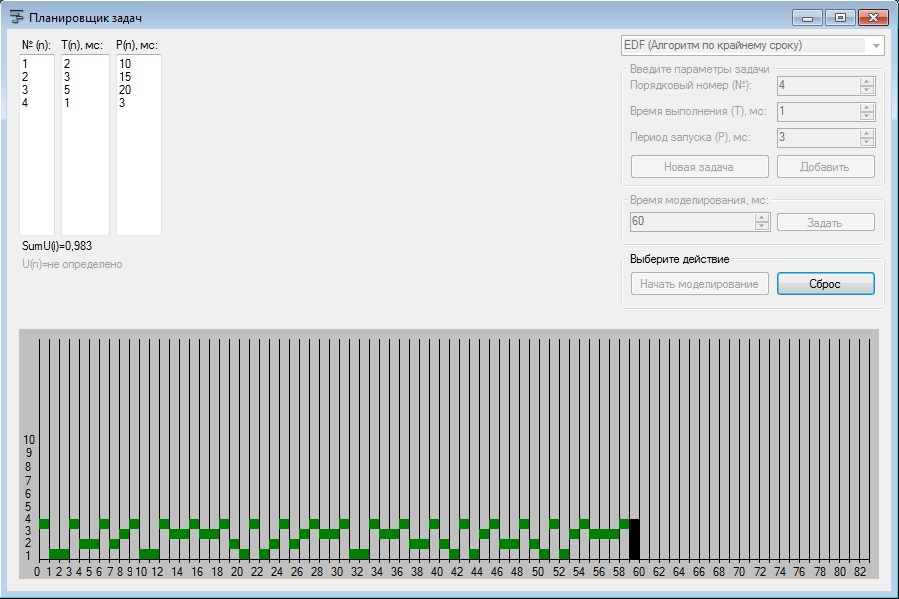 Планировщик задач
№ (n): T(n), мс: P(n), мс:
1 2 10
2 3 15
3 5 20
4 1 3
SumU(i)=0,983
U(n)=не определено
EDF (Алгоритм по крайнему сроку)
Введите параметры задачи
Порядковый номер (№): 4
Время выполнения (T), мс: 1
Период запуска (P), мс: 3
Новая задача Добавить
Время моделирования, мс:
60 Задать
Выберите действие
Начать моделирование Сброс
10
9
8
7
6
5
4
3
2
1
0 1 2 3 4 5 6 7 8 9 10 12 14 16 18 20 22 24 26 28 30 32 34 36 38 40 42 44 46 48 50 52 54 56 58 60 62 64 66 68 70 72 74 76 78 80 82